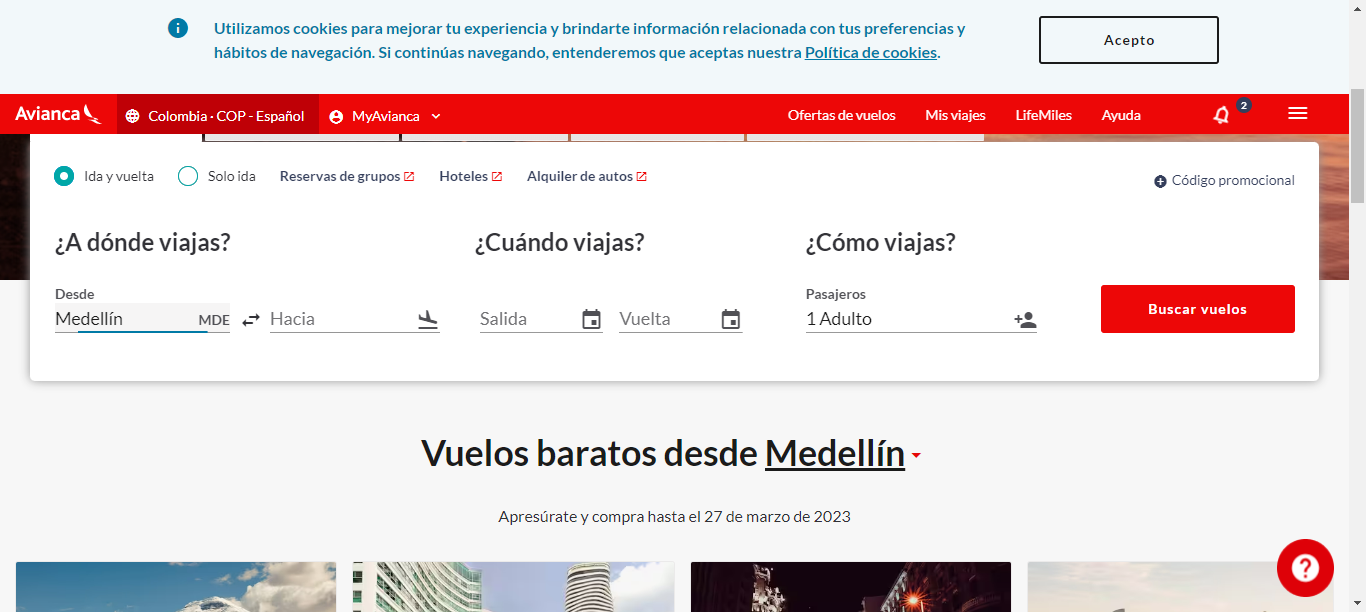 Utilizamos cookies para mejorar tu experiencia y brindarte información relacionada con tus preferencias y
hábitos de navegación. Si continúas navegando, entenderemos que aceptas nuestra Política de cookies.
Acepto
Avianca
Colombia · COP - Español
MyAvianca
Ofertas de vuelos
Mis viajes
LifeMiles
Ayuda
2
Ida y vuelta
Solo ida
Reservas de grupos
Hoteles
Alquiler de autos
Código promocional
¿A dónde viajas?
¿Cuándo viajas?
¿Cómo viajas?
Desde
Pasajeros
Medellín MDE
Hacia
Salida
Vuelta
1 Adulto
Buscar vuelos
Vuelos baratos desde Medellín
Apresúrate y compra hasta el 27 de marzo de 2023
?